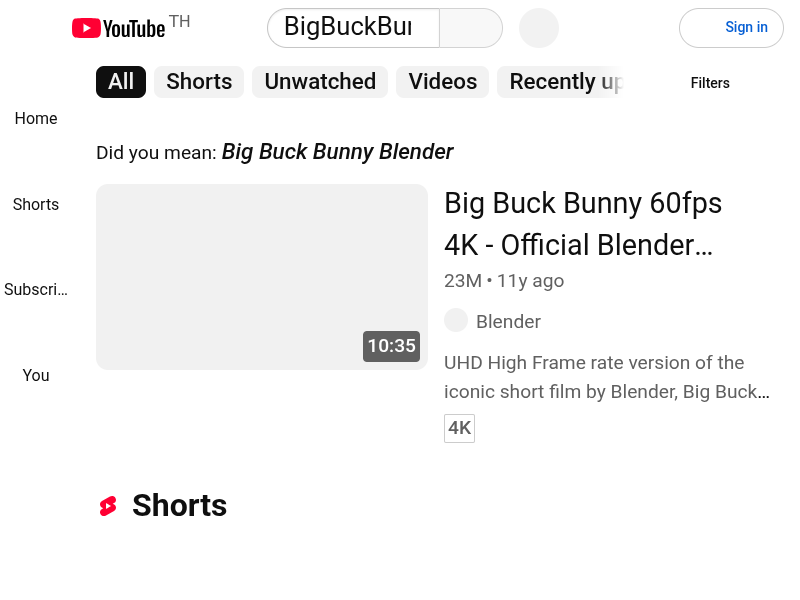 YouTube TH
BigBuckBu
Sign in
All
Shorts
Unwatched
Videos
Recently up
Filters
Home
Shorts
Subscri...
You
Did you mean: Big Buck Bunny Blender
10:35
Big Buck Bunny 60fps
4K - Official Blender...
23M • 11y ago
Blender
UHD High Frame rate version of the
iconic short film by Blender, Big Buck...
4K
Shorts